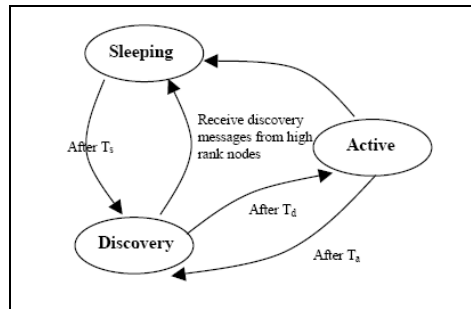 Sleeping
Receive discovery
messages from high
rank nodes
After Ts
Active
Discovery
After Td
After Ta